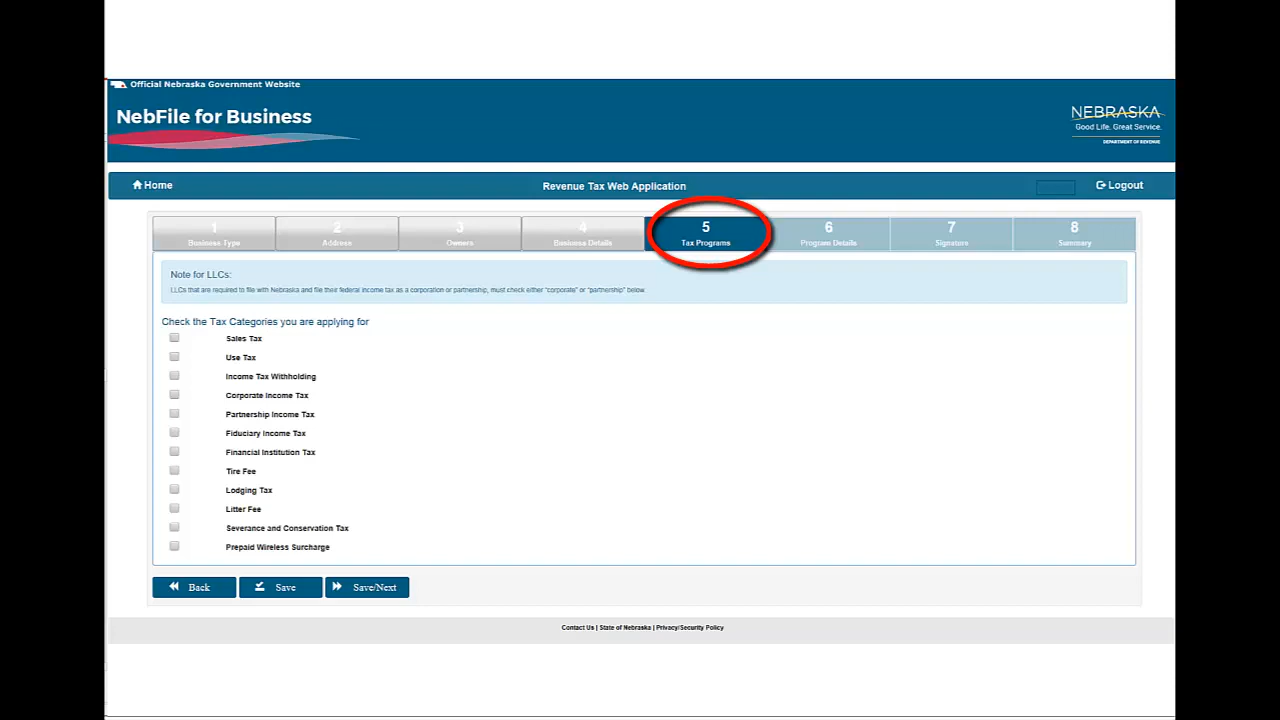 Official Nebraska Government Website
NebFile for Business
NEBRASKA
Good Life. Great Service.
DEPARTMENT OF REVENUE
Home
Revenue Tax Web Application
Logout
1
Business Type
2
Address
3
Owners
4
Business Details
5
Tax Programs
6
Program Details
7
Signature
8
Summary
Note for LLCs:
LLCs that are required to file with Nebraska and file their federal income tax as a corporation or partnership, must check either "corporate" or "partnership" below.
Check the Tax Categories you are applying for
Sales Tax
Use Tax
Income Tax Withholding
Corporate Income Tax
Partnership Income Tax
Fiduciary Income Tax
Financial Institution Tax
Tire Fee
Lodging Tax
Litter Fee
Severance and Conservation Tax
Prepaid Wireless Surcharge
Back
Save
Save/Next
Contact Us | State of Nebraska | Privacy/Security Policy